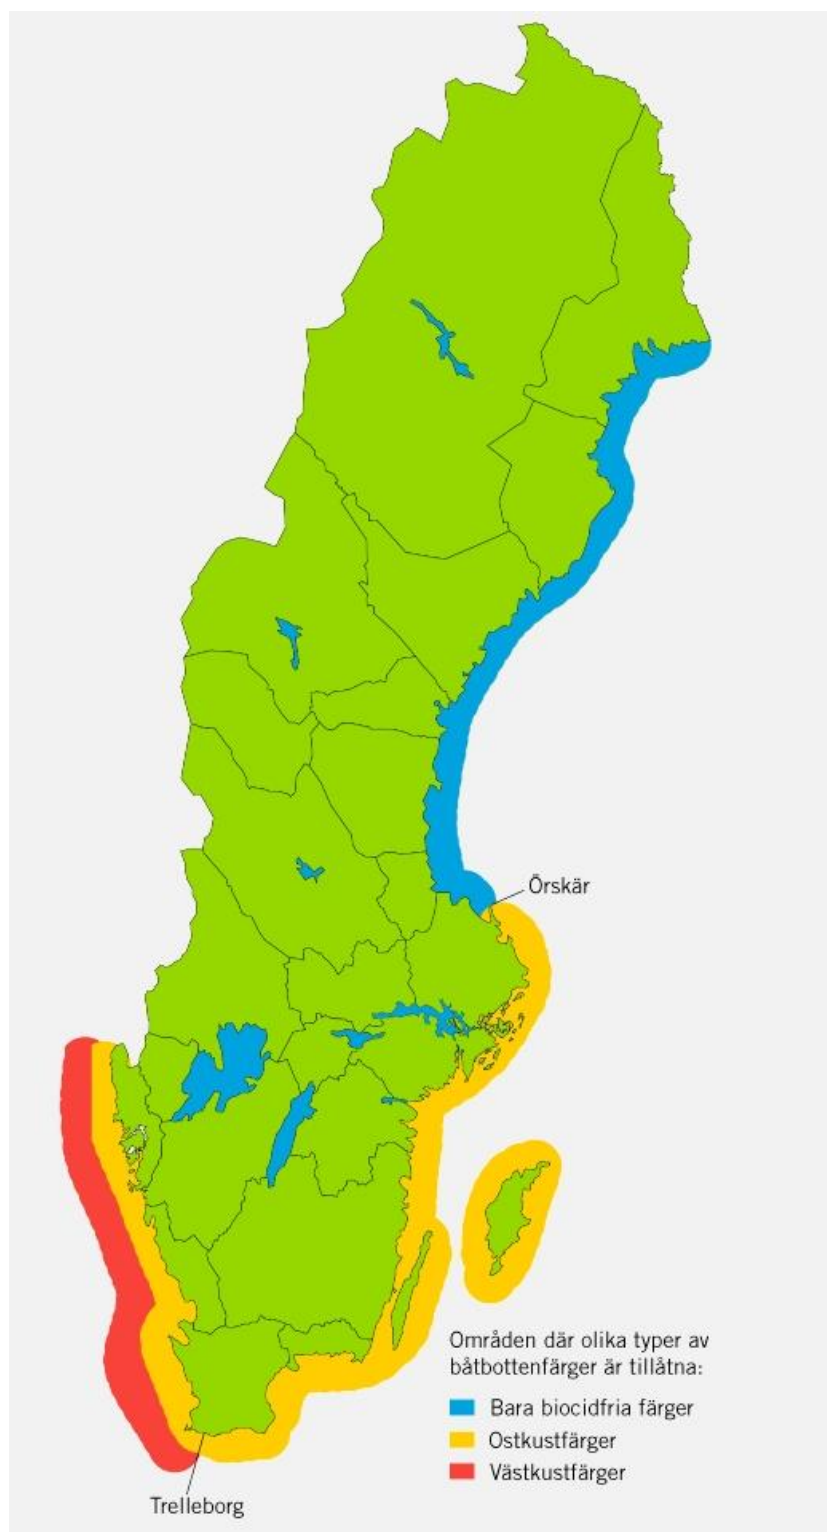 Örskär
Områden där olika typer av
båtbottenfärger är tillåtna:
Bara biocidfria färger
Ostkustfärger
Västkustfärger
Trelleborg